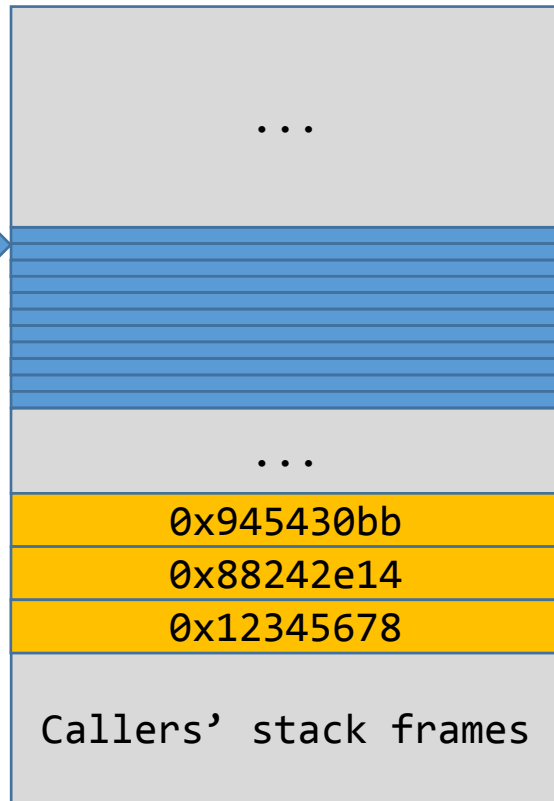 ...
...
0x945430bb
0x88242e14
0x12345678
Callers’ stack frames